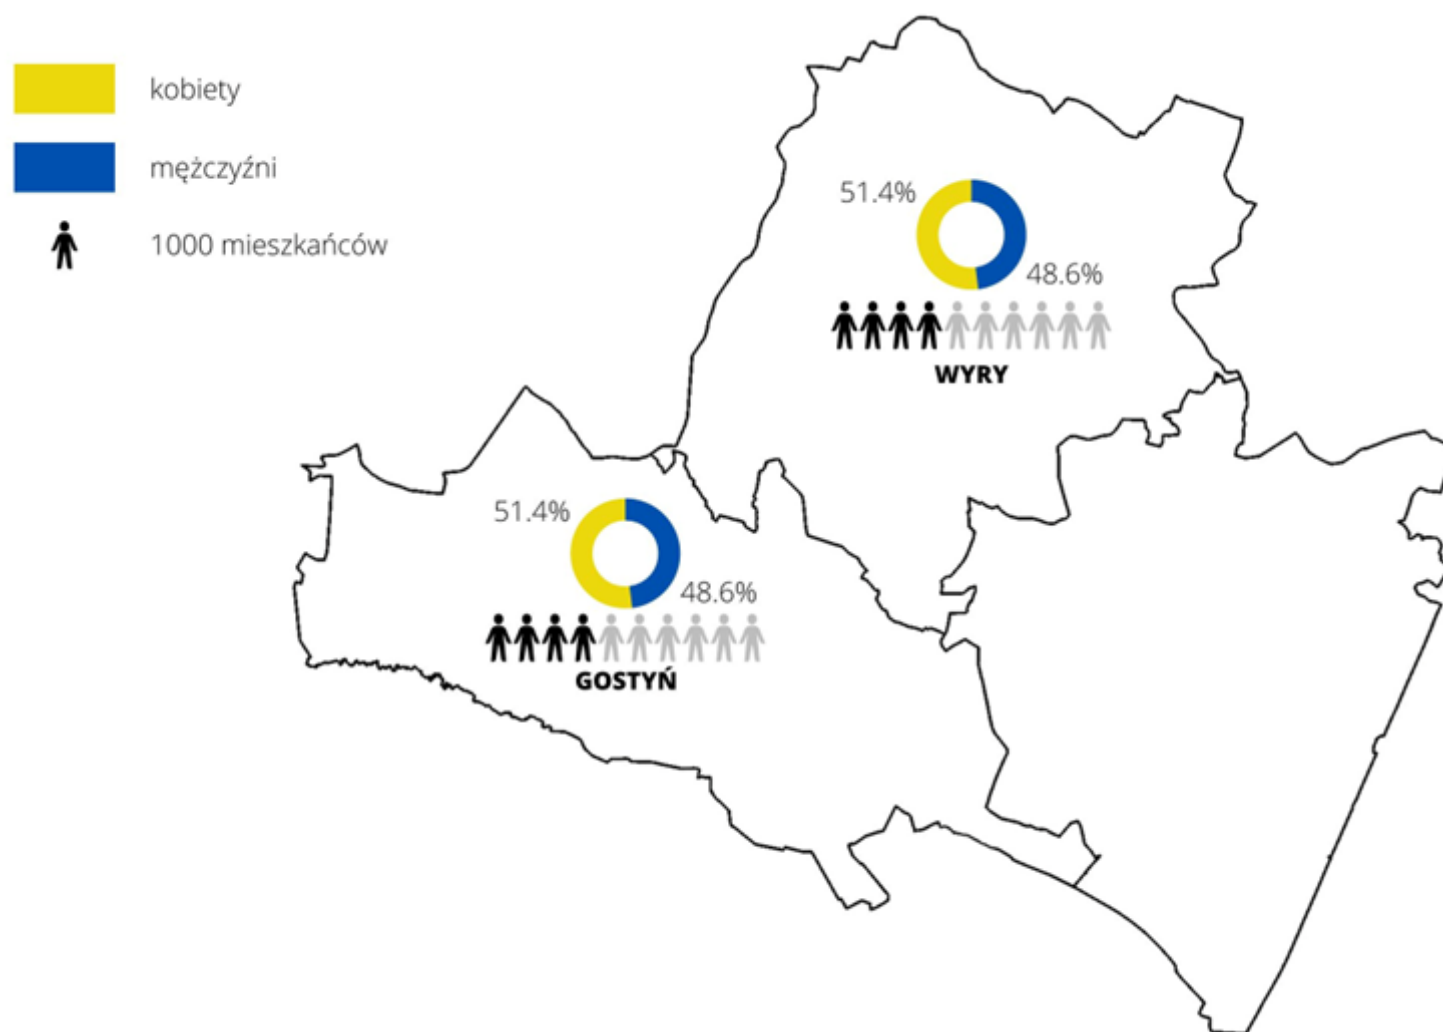 kobiety
mężczyźni
1000 mieszkańców
51.4%
48.6%
WYRY
51.4%
48.6%
GOSTYŃ